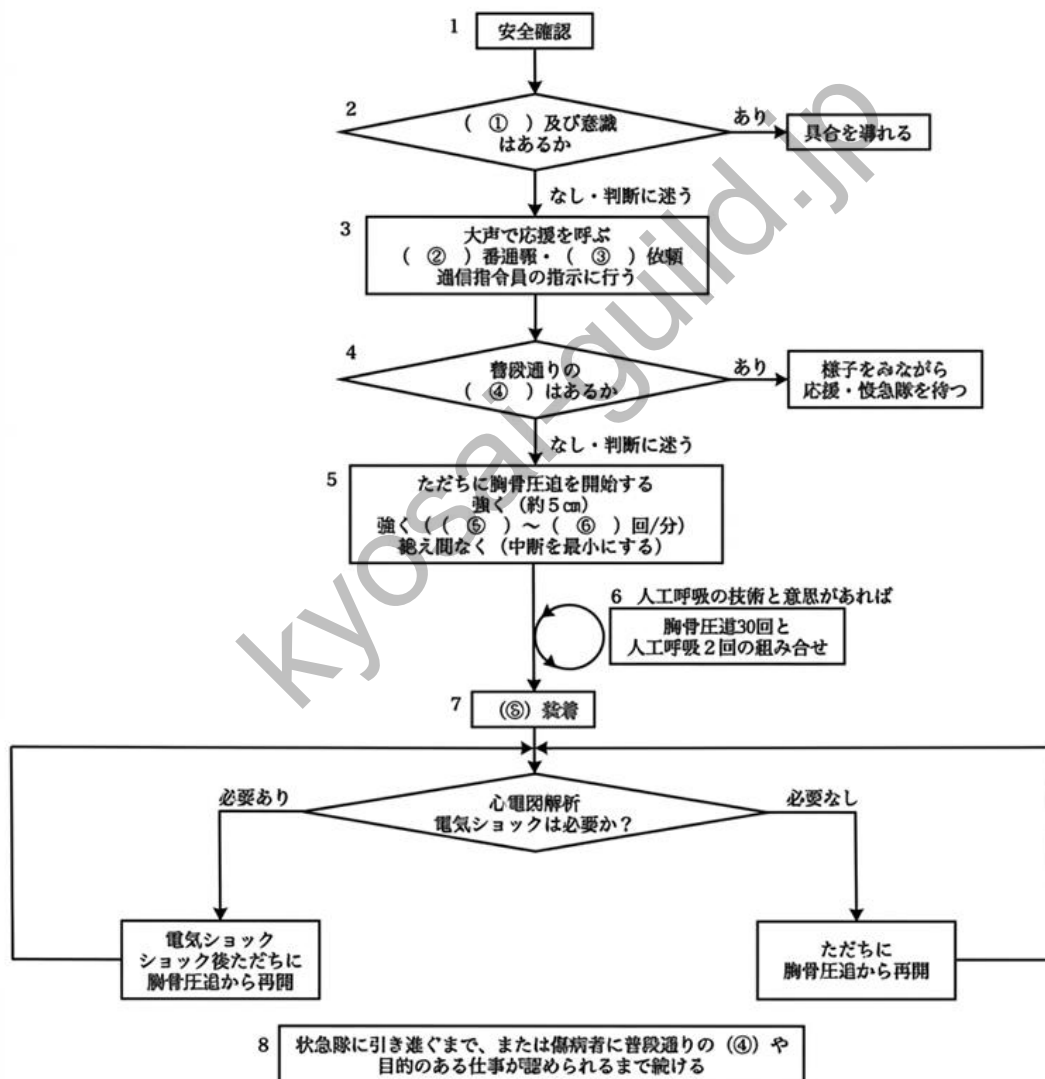 1 安全確認
2 ( ① )及び意識
はあるか
あり
具合を導れる
なし・判断に迷う
3 大声で応援を呼ぶ
( ② )番通報・( ③ )依頼
通信指令員の指示に行う
4 普段通りの
( ④ )はあるか
あり
様子をみながら
応援・救急隊を待つ
なし・判断に迷う
5 ただちに胸骨圧迫を開始する
強く(約5㎝)
強く(( ⑤ )~( ⑥ )回/分)
絶え間なく(中断を最小にする)
6 人工呼吸の技術と意思があれば
胸骨圧道30回と
人工呼吸2回の組み合せ
7 装着
心電図解析
電気ショックは必要か?
必要あり
必要なし
電気ショック
ショック後ただちに
胸骨圧迫から再開
ただちに
胸骨圧迫から再開
8 状急隊に引き進ぐまで、または傷病者に普段通りの(④)や
目的のある仕事が認められるまで続ける
kyosai-guild.jp